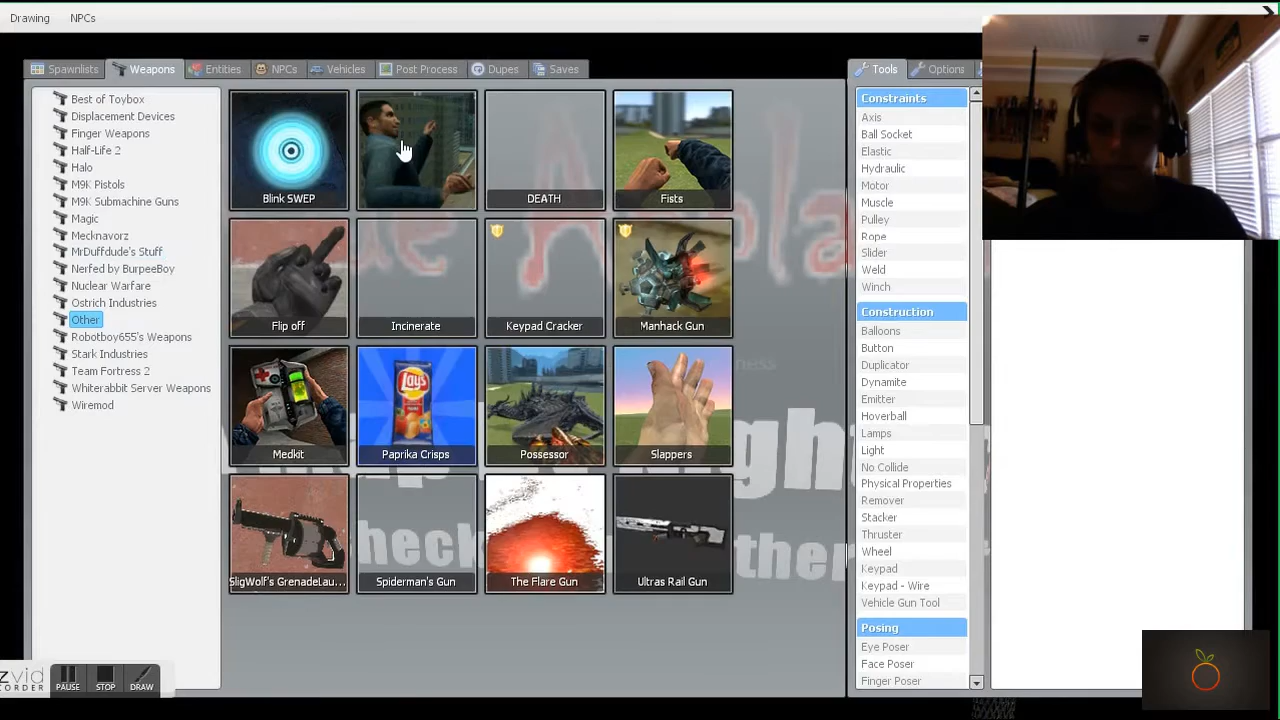 Drawing NPCs
Spawnlists Weapons Entities NPCs Vehicles Post Process Dupes Saves
Tools Options
Best of Toybox
Displacement Devices
Finger Weapons
Half-Life 2
Halo
M9K Pistols
M9K Submachine Guns
Magic
Mecknavorz
MrDuffdude's Stuff
Nerfed by BurpeeBoy
Nuclear Warfare
Ostrich Industries
Other
Robotboy655's Weapons
Stark Industries
Team Fortress 2
Whiterabbit Server Weapons
Wiremod
Blink SWEP
DEATH
Fists
Flip off
Incinerate
Keypad Cracker
Manhack Gun
Medkit
Lay's
Paprika Crisps
Possessor
Slappers
SligWolf's GrenadeLau...
Spiderman's Gun
The Flare Gun
Ultras Rail Gun
Constraints
Axis
Ball Socket
Elastic
Hydraulic
Motor
Muscle
Pulley
Rope
Slider
Weld
Winch
Construction
Balloons
Button
Duplicator
Dynamite
Emitter
Hoverball
Lamps
Light
No Collide
Physical Properties
Remover
Stacker
Thruster
Wheel
Keypad
Keypad - Wire
Vehicle Gun Tool
Posing
Eye Poser
Face Poser
Finger Poser
zvid
ORDER
PAUSE STOP DRAW